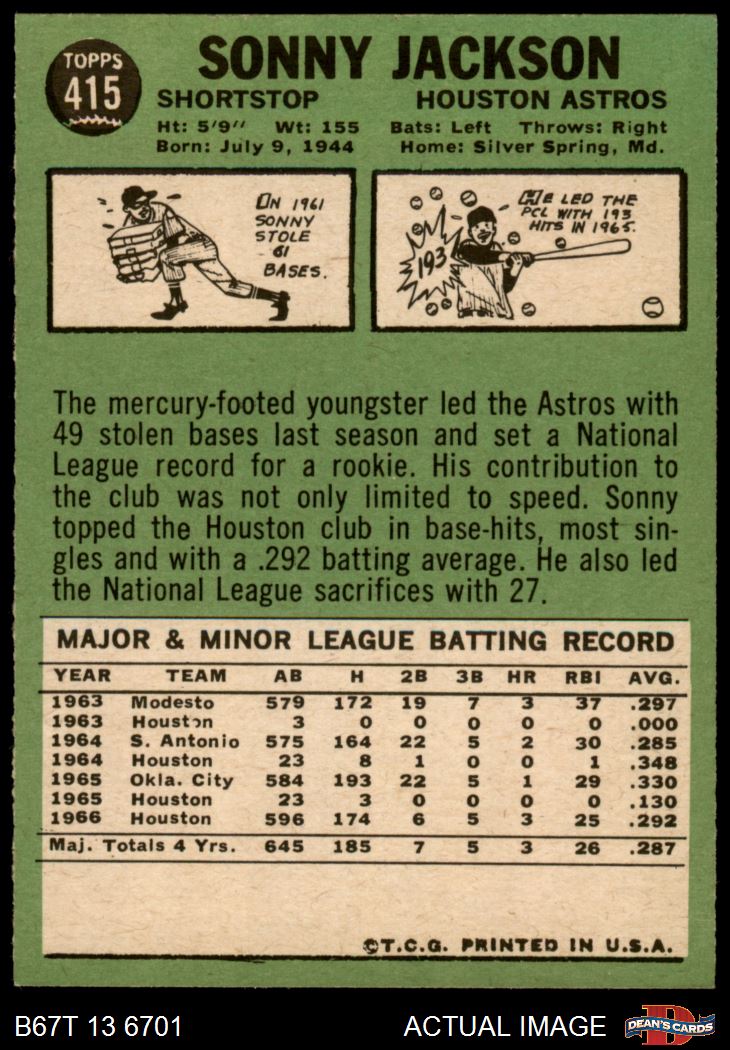 TOPPS
415
SONNY JACKSON
SHORTSTOP HOUSTON ASTROS
Ht: 5'9" Wt: 155 Bats: Left Throws: Right
Born: July 9, 1944 Home: Silver Spring, Md.
ON 1961
SONNY
STOLE
61
BASES.
193
HE LED THE
PCL WITH 193
HITS IN 1965.
The mercury-footed youngster led the Astros with
49 stolen bases last season and set a National
League record for a rookie. His contribution to
the club was not only limited to speed. Sonny
topped the Houston club in base-hits, most sin-
gles and with a .292 batting average. He also led
the National League sacrifices with 27.
MAJOR & MINOR LEAGUE BATTING RECORD
YEAR TEAM AB H 2B 3B HR RBI AVG.
1963 Modesto 579 172 19 7 3 37 .297
1963 Houston 3 0 0 0 0 0 .000
1964 S. Antonio 575 164 22 5 2 30 .285
1964 Houston 23 8 1 0 0 1 .348
1965 Okla. City 584 193 22 5 1 29 .330
1965 Houston 23 3 0 0 0 0 .130
1966 Houston 596 174 6 5 3 25 .292
Maj. Totals 4 Yrs. 645 185 7 5 3 26 .287
©T.C.G. PRINTED IN U.S.A.
B67T 13 6701 ACTUAL IMAGE
D
DEAN'S CARDS